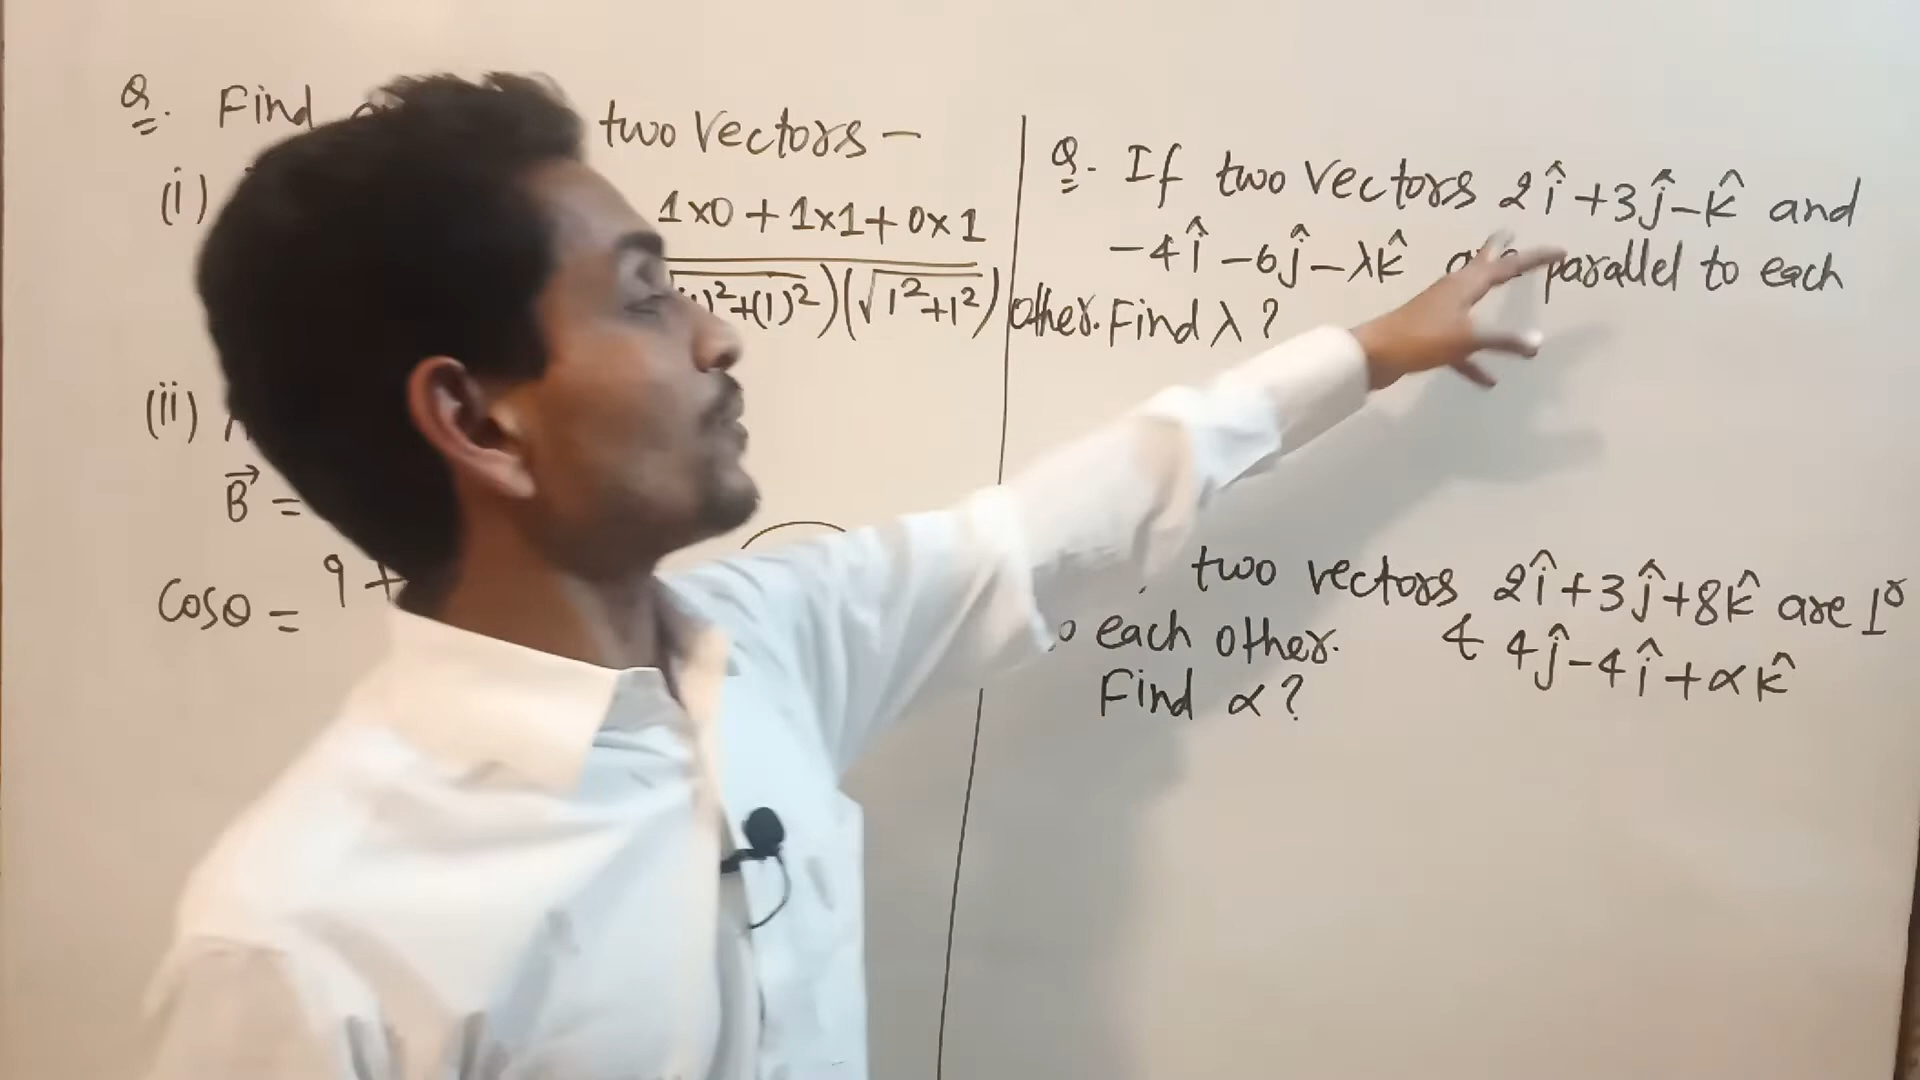 Q. Find two vectors –
(i) 1×0 + 1×1 + 0×1
)²+(1)²)(√1²+1²)
(ii)
B⃗ =
cosθ = 9 +
Q. If two vectors 2î+3ĵ–k̂ and
–4î–6ĵ–λk̂ are parallel to each
other. Find λ?
two vectors 2î+3ĵ+8k̂ are ⊥ʳ
each other. & 4ĵ–4î+αk̂
Find α?